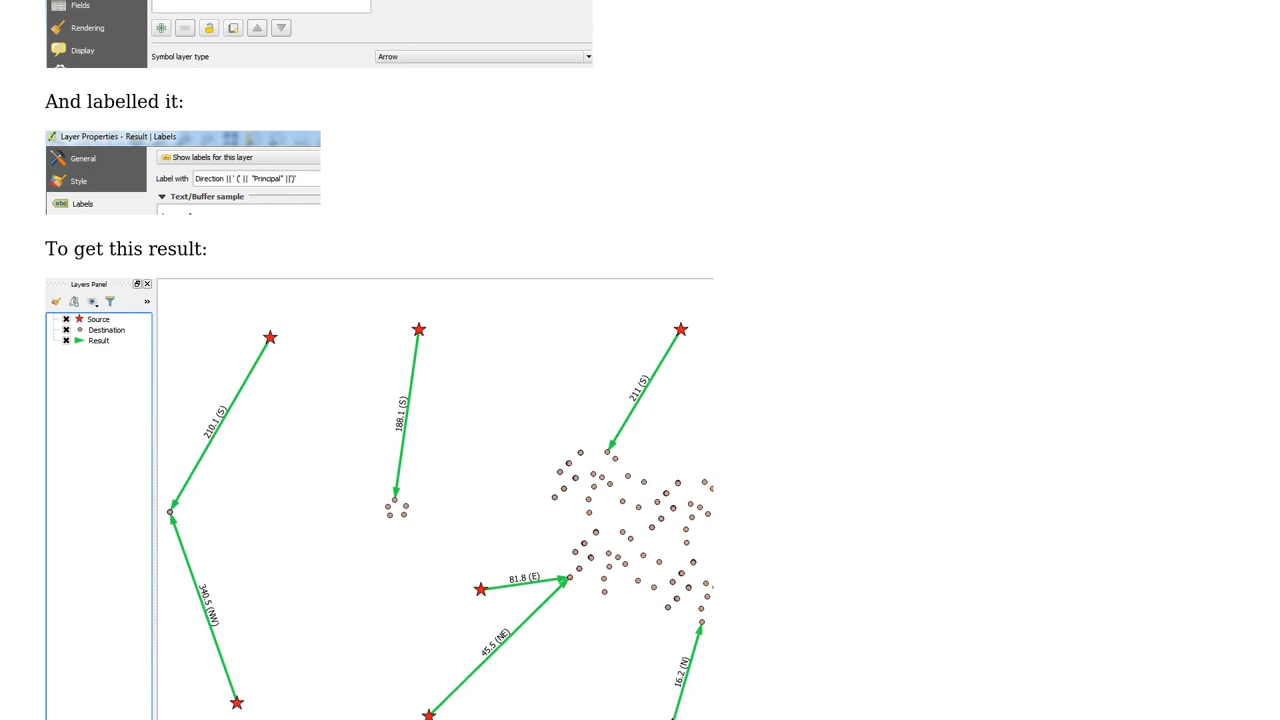 Fields
Rendering
Display
Symbol layer type
Arrow
And labelled it:
Layer Properties - Result | Labels
General
Show labels for this layer
Style
Label with
Direction || ' (' || "Principal" ||')'
Labels
abc
Text/Buffer sample
To get this result:
Layers Panel
»
Source
Destination
Result
210.1 (S)
188.1 (S)
211 (S)
340.5 (NW)
81.8 (E)
45.5 (NE)
16.2 (N)